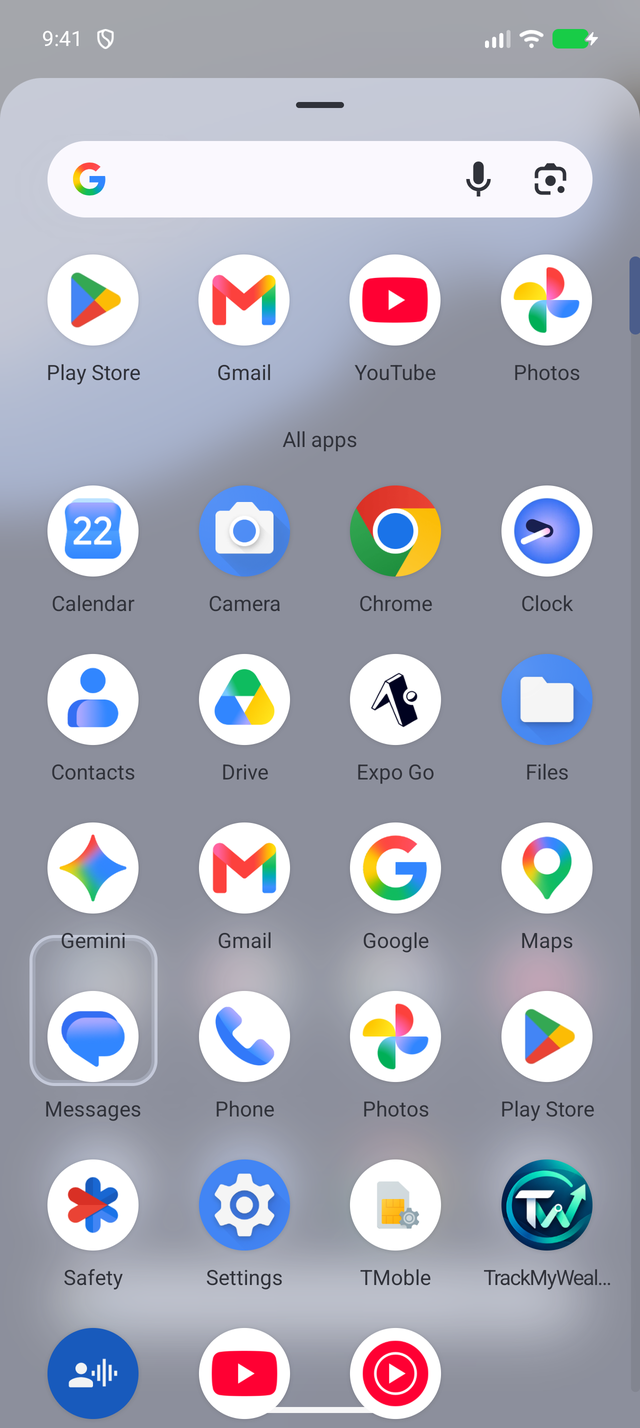 9:41
Play Store Gmail YouTube Photos
All apps
22
Calendar Camera Chrome Clock
Contacts Drive Expo Go Files
Gemini Gmail Google Maps
Messages Phone Photos Play Store
TW
Safety Settings TMoble TrackMyWeal...